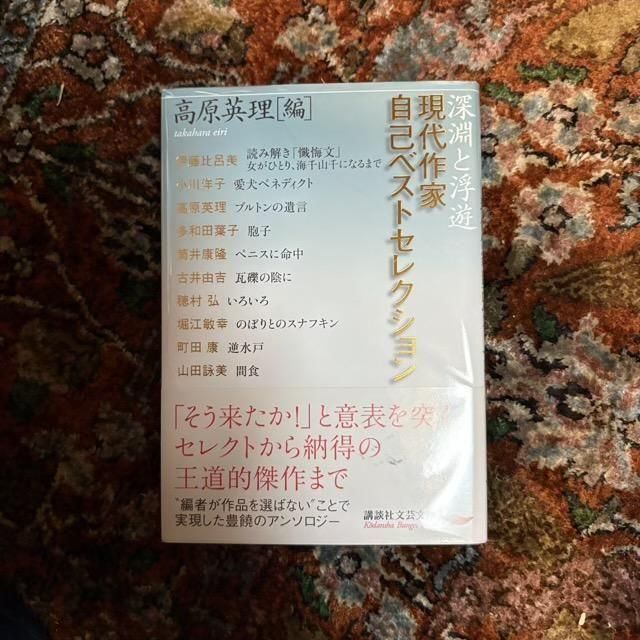 深淵と浮遊
現代作家
自己ベストセレクション
高原英理[編]
takahara eiri
伊藤比呂美 読み解き「懺悔文」
女がひとり、海千山千になるまで
小川洋子 愛犬ベネディクト
高原英理 ブルトンの遺言
多和田葉子 胞子
筒井康隆 ペニスに命中
古井由吉 瓦礫の陰に
穂村 弘 いろいろ
堀江敏幸 のぼりとのスナフキン
町田 康 逆水戸
山田詠美 間食
「そう来たか!」と意表を突
セレクトから納得の
王道的傑作まで
"編者が作品を選ばない"ことで
実現した豊饒のアンソロジー
講談社文芸文
Kōdansha Bungei